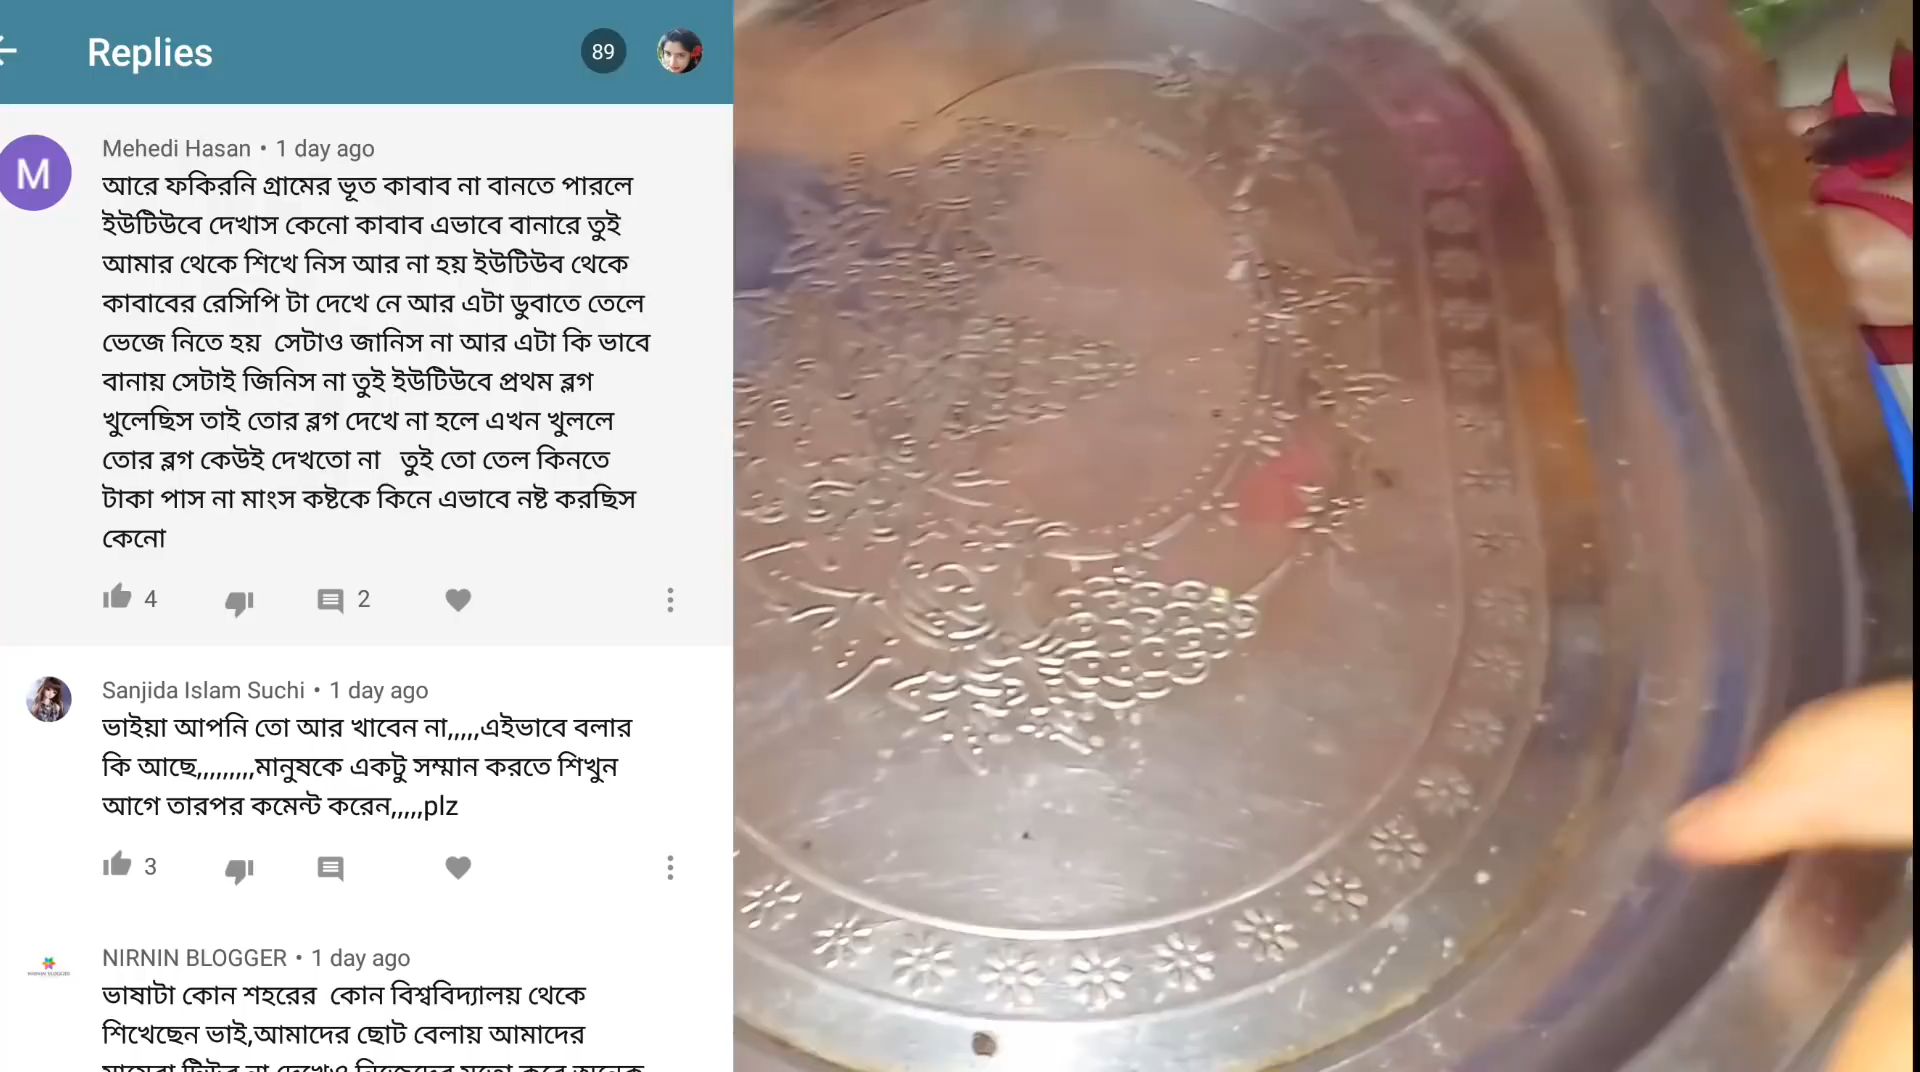 Replies
89
M
Mehedi Hasan • 1 day ago
আরে ফকিরনি গ্রামের ভূত কাবাব না বানতে পারলে
ইউটিউবে দেখাস কেনো কাবাব এভাবে বানারে তুই
আমার থেকে শিখে নিস আর না হয় ইউটিউব থেকে
কাবাবের রেসিপি টা দেখে নে আর এটা ডুবাতে তেলে
ভেজে নিতে হয় সেটাও জানিস না আর এটা কি ভাবে
বানায় সেটাই জিনিস না তুই ইউটিউবে প্রথম ব্লগ
খুলেছিস তাই তোর ব্লগ দেখে না হলে এখন খুললে
তোর ব্লগ কেউই দেখতো না তুই তো তেল কিনতে
টাকা পাস না মাংস কষ্টকে কিনে এভাবে নষ্ট করছিস
কেনো
4
2
Sanjida Islam Suchi • 1 day ago
ভাইয়া আপনি তো আর খাবেন না,,,,,এইভাবে বলার
কি আছে,,,,,,,,,মানুষকে একটু সম্মান করতে শিখুন
আগে তারপর কমেন্ট করেন,,,,,plz
3
NIRNIN BLOGGER • 1 day ago
ভাষাটা কোন শহরের কোন বিশ্ববিদ্যালয় থেকে
শিখেছেন ভাই,আমাদের ছোট বেলায় আমাদের